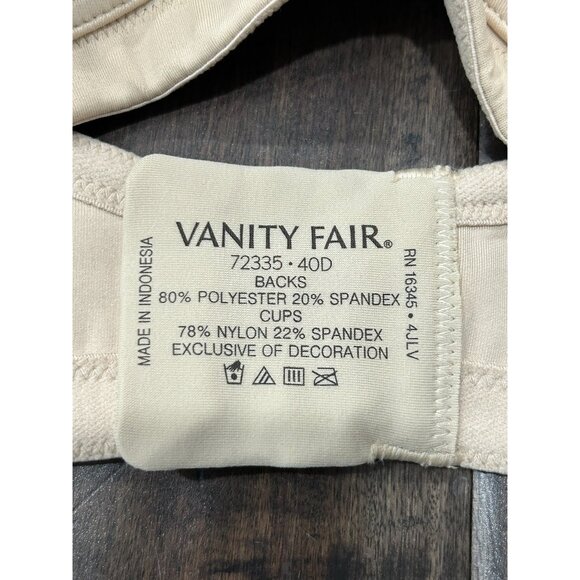 VANITY FAIR®
72335 • 40D
BACKS
80% POLYESTER 20% SPANDEX
CUPS
78% NYLON 22% SPANDEX
EXCLUSIVE OF DECORATION
MADE IN INDONESIA
RN 16345 • 4JLV